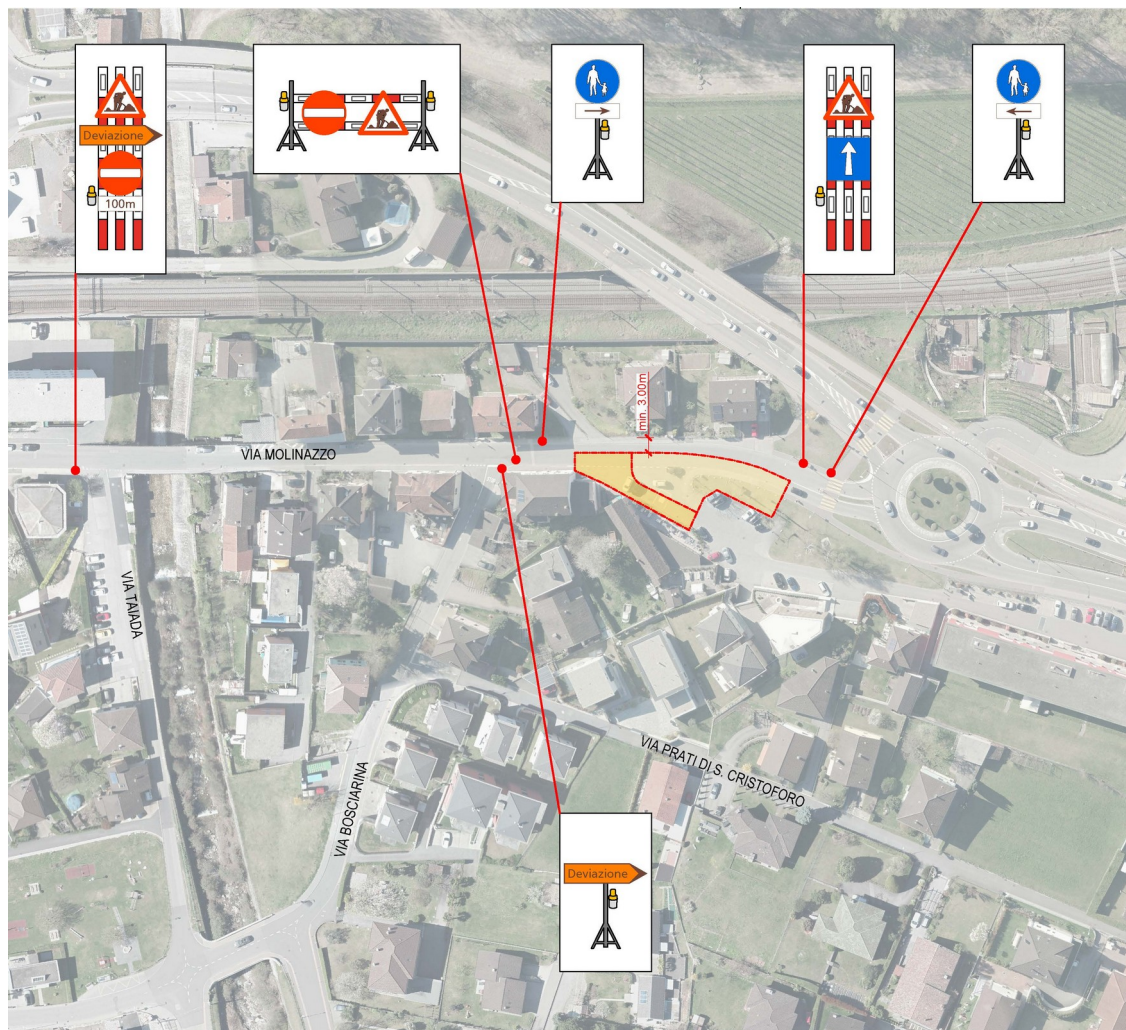 Deviazione
100m
min. 3.00m
VIA MOLINAZZO
VIA TAIADA
VIA BOSCIARINA
VIA PRATI DI S. CRISTOFORO
Deviazione